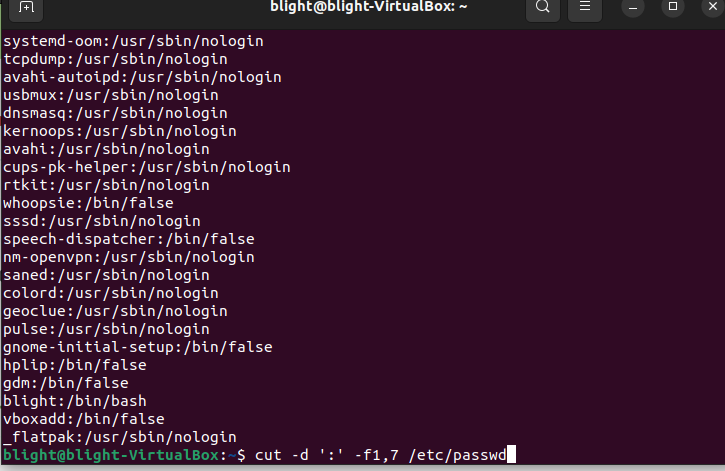 blight@blight-VirtualBox: ~
systemd-oom:/usr/sbin/nologin
tcpdump:/usr/sbin/nologin
avahi-autoipd:/usr/sbin/nologin
usbmux:/usr/sbin/nologin
dnsmasq:/usr/sbin/nologin
kernoops:/usr/sbin/nologin
avahi:/usr/sbin/nologin
cups-pk-helper:/usr/sbin/nologin
rtkit:/usr/sbin/nologin
whoopsie:/bin/false
sssd:/usr/sbin/nologin
speech-dispatcher:/bin/false
nm-openvpn:/usr/sbin/nologin
saned:/usr/sbin/nologin
colord:/usr/sbin/nologin
geoclue:/usr/sbin/nologin
pulse:/usr/sbin/nologin
gnome-initial-setup:/bin/false
hplip:/bin/false
gdm:/bin/false
blight:/bin/bash
vboxadd:/bin/false
_flatpak:/usr/sbin/nologin
blight@blight-VirtualBox:~$ cut -d ':' -f1,7 /etc/passwd